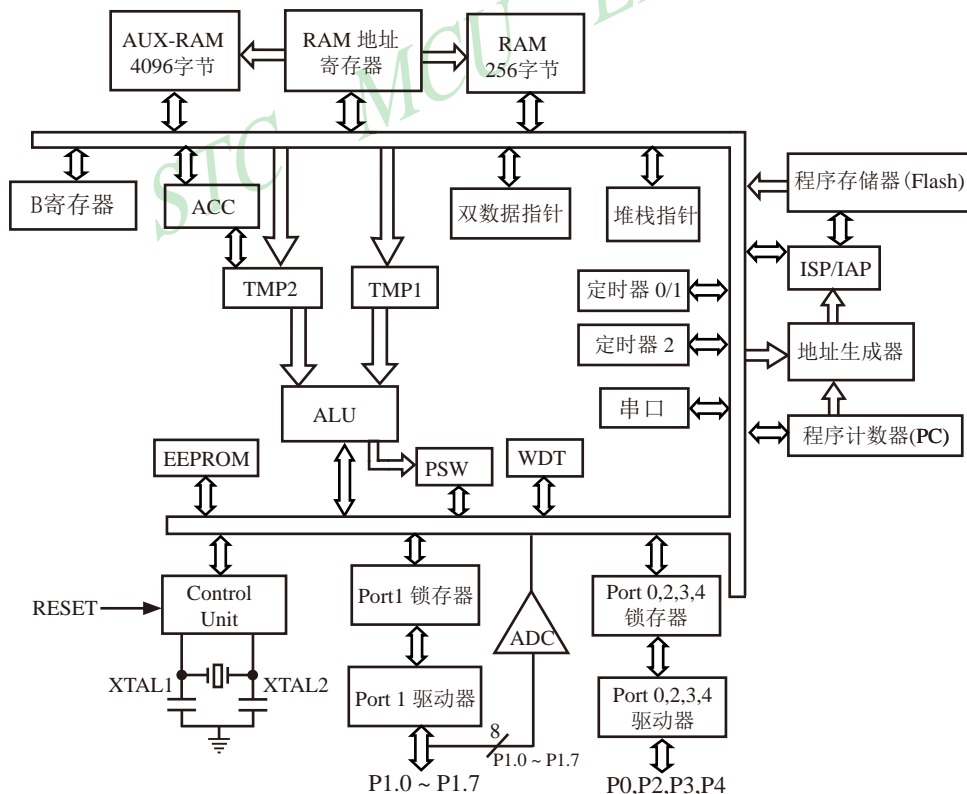 STC MCU
AUX-RAM
4096字节
RAM 地址
寄存器
RAM
256字节
B寄存器
ACC
双数据指针
堆栈指针
程序存储器(Flash)
ISP/IAP
TMP2
TMP1
定时器 0/1
定时器 2
地址生成器
ALU
串口
程序计数器(PC)
EEPROM
PSW
WDT
RESET
Control
Unit
Port1 锁存器
ADC
Port 0,2,3,4
锁存器
XTAL1
XTAL2
Port 1 驱动器
Port 0,2,3,4
驱动器
8
P1.0 ~ P1.7
P1.0 ~ P1.7
P0,P2,P3,P4